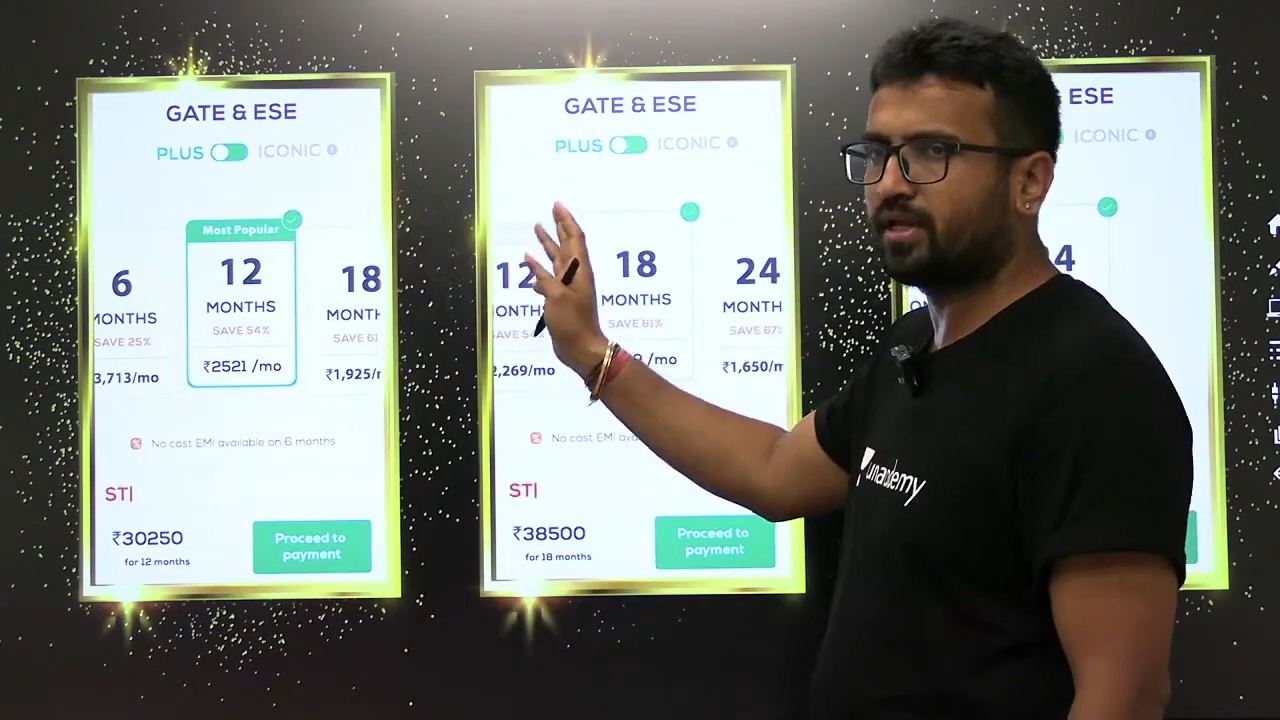 GATE & ESE
PLUS ICONIC
Most Popular
6 12 18
MONTHS
SAVE 25% SAVE 54%
3,713/mo ₹2521 /mo ₹1,925/
No cost EMI available on 6 months
STI
₹30250
for 12 months
Proceed to
payment
GATE & ESE
PLUS ICONIC
12 18 24
MONTHS
SAVE 61% SAVE 67%
2,269/mo /mo ₹1,650/
No cost EMI
STI
₹38500
for 18 months
Proceed to
payment
ESE
ICONIC
4
unacademy